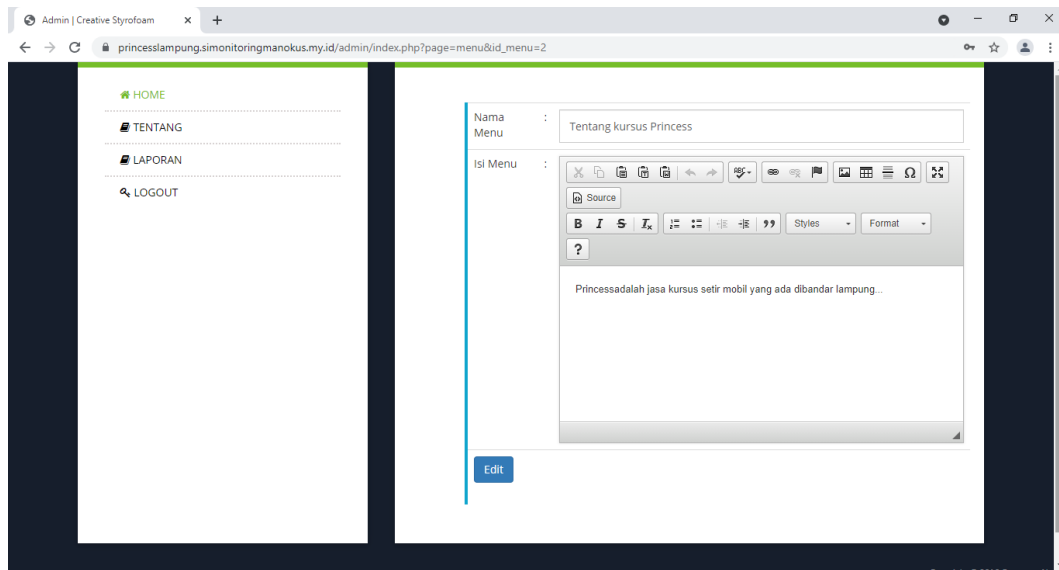 Admin | Creative Styrofoam
princesslampung.simonitoringmanokus.my.id/admin/index.php?page=menu&id_menu=2
HOME
TENTANG
LAPORAN
LOGOUT
Nama Menu : Tentang kursus Princess
Isi Menu :
ABC
Source
B I S Ix Styles Format
?
Princessadalah jasa kursus setir mobil yang ada dibandar lampung...
Edit